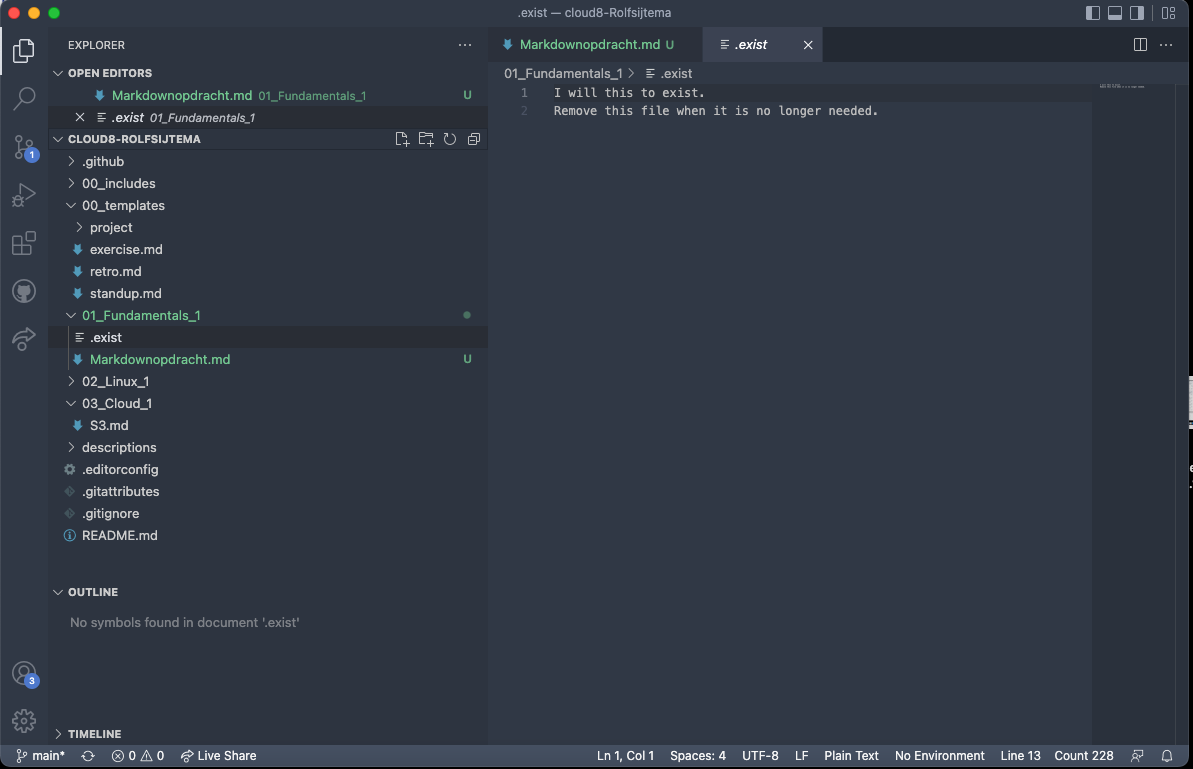 .exist — cloud8-Rolfsijtema
EXPLORER
OPEN EDITORS
Markdownopdracht.md 01_Fundamentals_1 U
.exist 01_Fundamentals_1
CLOUD8-ROLFSIJTEMA
.github
00_includes
00_templates
project
exercise.md
retro.md
standup.md
01_Fundamentals_1
.exist
Markdownopdracht.md U
02_Linux_1
03_Cloud_1
S3.md
descriptions
.editorconfig
.gitattributes
.gitignore
README.md
OUTLINE
No symbols found in document '.exist'
TIMELINE
1
3
Markdownopdracht.md U .exist
01_Fundamentals_1 > .exist
1 I will this to exist.
2 Remove this file when it is no longer needed.
main* 0 0 Live Share Ln 1, Col 1 Spaces: 4 UTF-8 LF Plain Text No Environment Line 13 Count 228